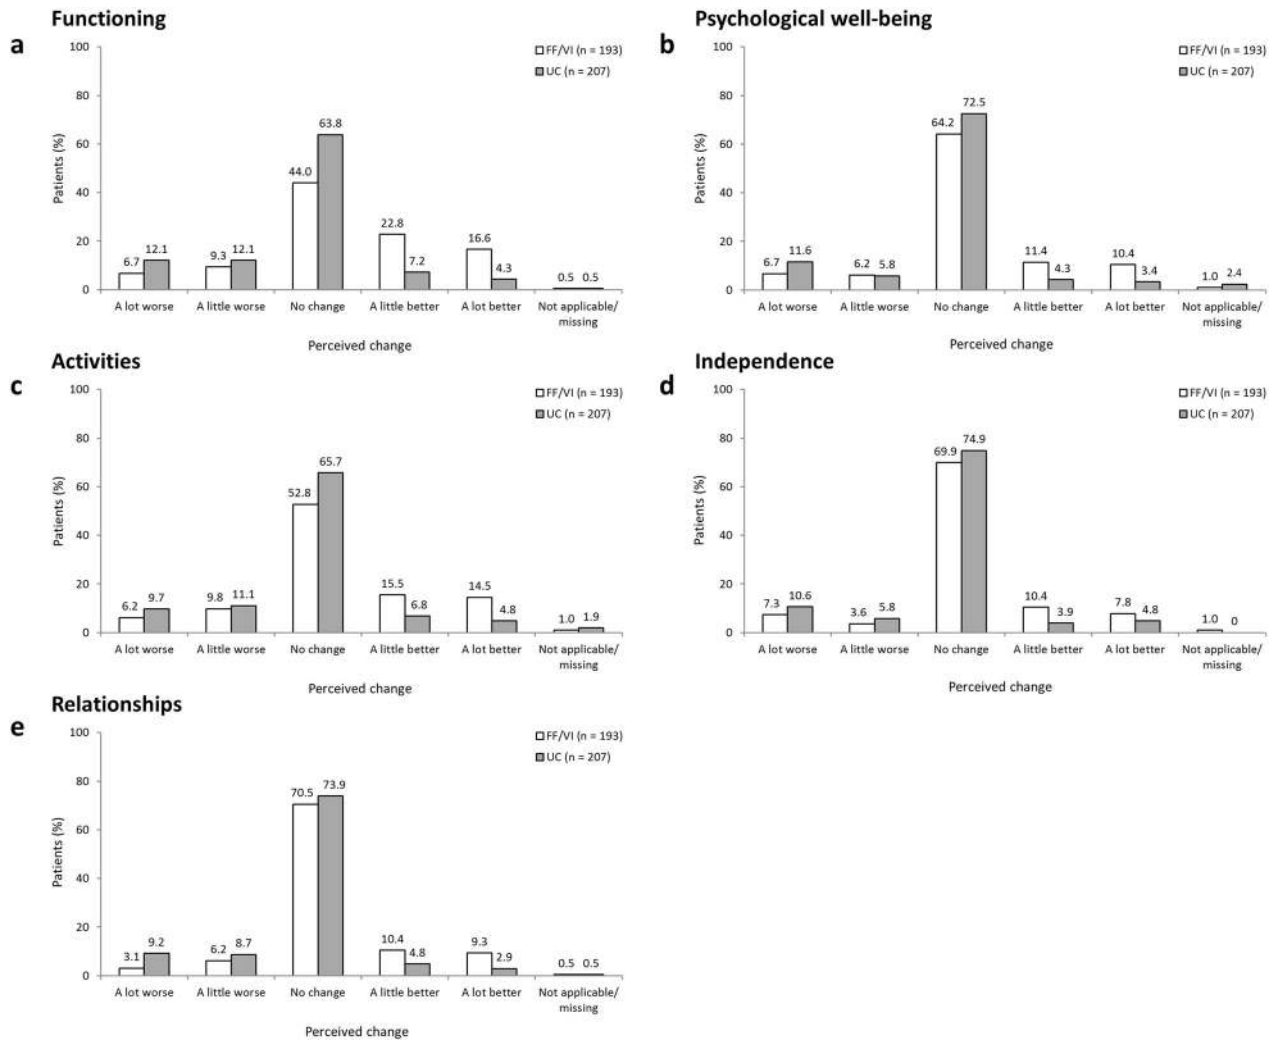 Functioning
a
100
80
60
40
20
0
Patients (%)
FF/VI (n = 193)
UC (n = 207)
6.7 12.1
9.3 12.1
44.0 63.8
22.8 7.2
16.6 4.3
0.5 0.5
A lot worse A little worse No change A little better A lot better Not applicable/
missing
Perceived change
Psychological well-being
b
100
80
60
40
20
0
Patients (%)
FF/VI (n = 193)
UC (n = 207)
6.7 11.6
6.2 5.8
64.2 72.5
11.4 4.3
10.4 3.4
1.0 2.4
A lot worse A little worse No change A little better A lot better Not applicable/
missing
Perceived change
Activities
c
100
80
60
40
20
0
Patients (%)
FF/VI (n = 193)
UC (n = 207)
6.2 9.7
9.8 11.1
52.8 65.7
15.5 6.8
14.5 4.8
1.0 1.9
A lot worse A little worse No change A little better A lot better Not applicable/
missing
Perceived change
Independence
d
100
80
60
40
20
0
Patients (%)
FF/VI (n = 193)
UC (n = 207)
7.3 10.6
3.6 5.8
69.9 74.9
10.4 3.9
7.8 4.8
1.0 0
A lot worse A little worse No change A little better A lot better Not applicable/
missing
Perceived change
Relationships
e
100
80
60
40
20
0
Patients (%)
FF/VI (n = 193)
UC (n = 207)
3.1 9.2
6.2 8.7
70.5 73.9
10.4 4.8
9.3 2.9
0.5 0.5
A lot worse A little worse No change A little better A lot better Not applicable/
missing
Perceived change